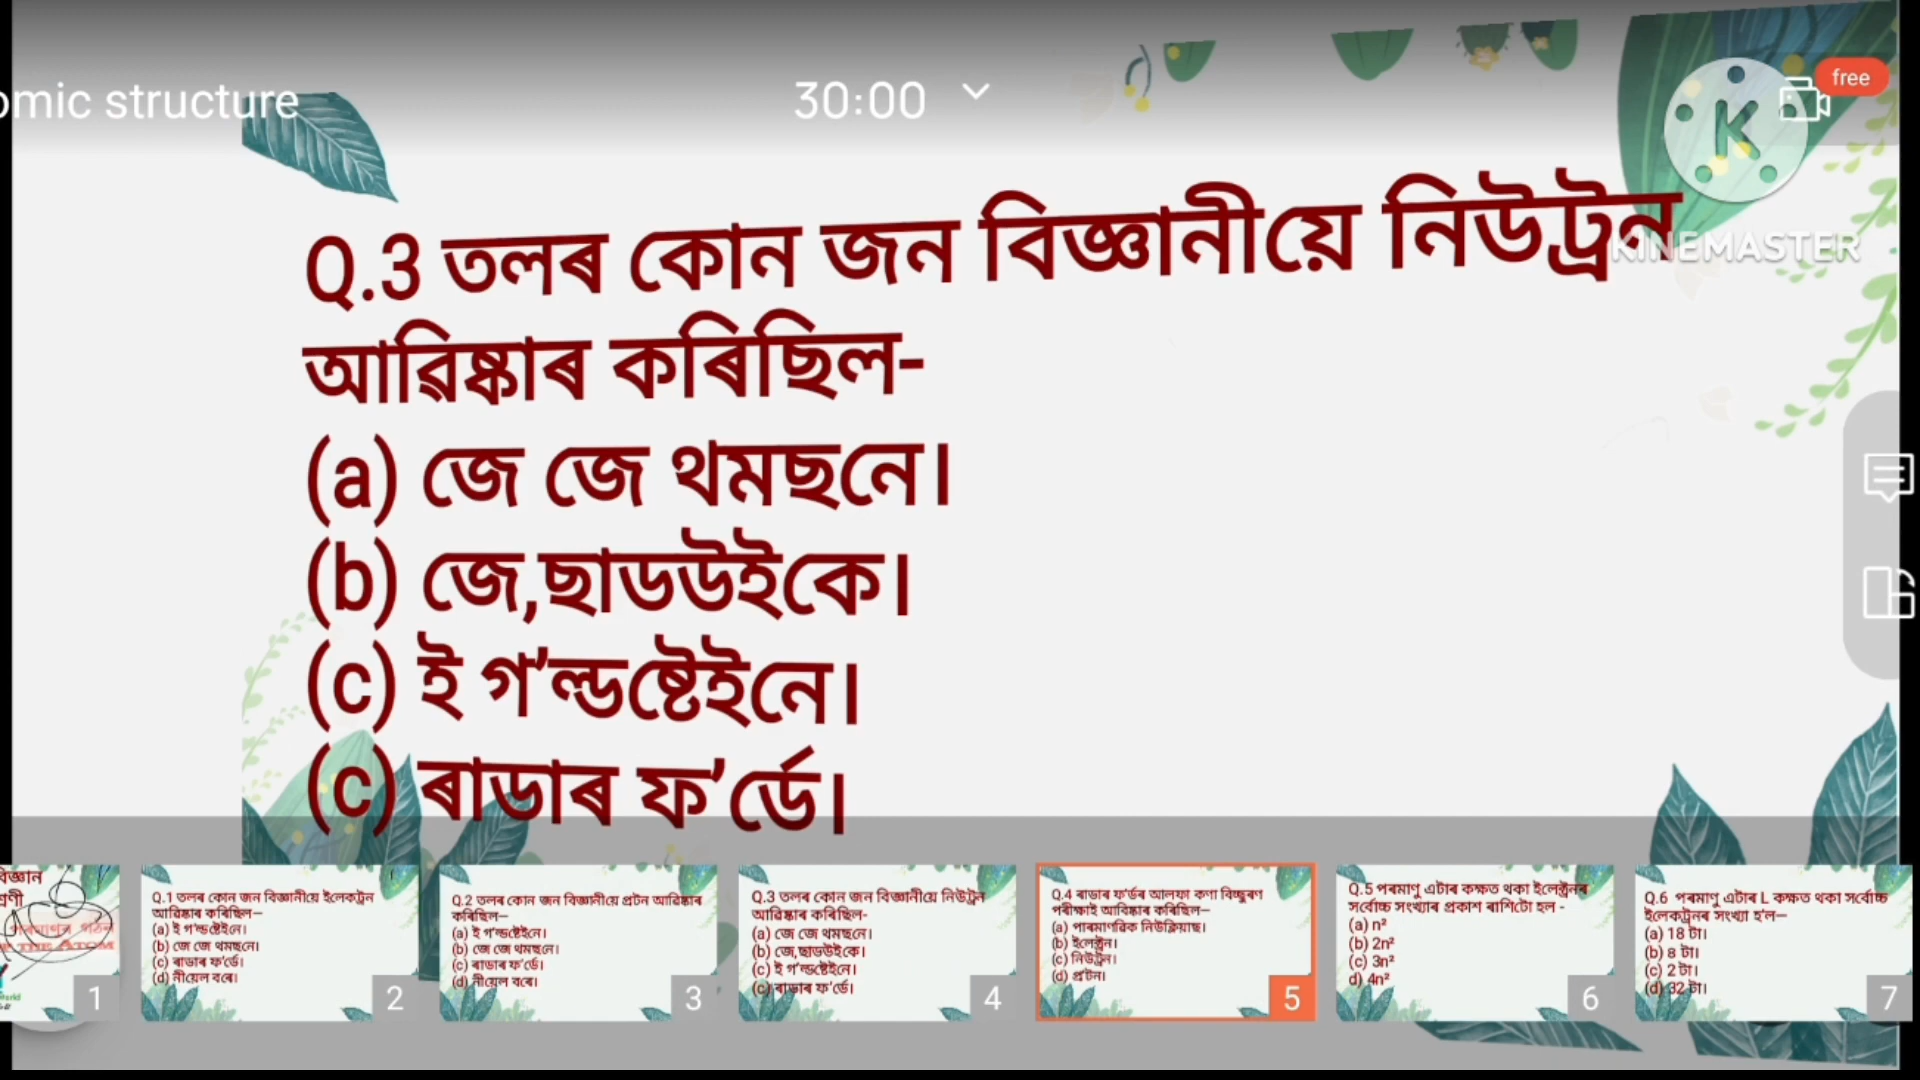 omic structure
30:00
free
KINEMASTER
Q.3 তলৰ কোন জন বিজ্ঞানীয়ে নিউট্ৰন
আৱিষ্কাৰ কৰিছিল-
(a) জে জে থমছনে।
(b) জে,ছাডউইকে।
(c) ই গ'ল্ডষ্টেইনে।
(c) ৰাডাৰ ফ'ৰ্ডে।
1
Q.1 তলৰ কোন জন বিজ্ঞানীয়ে ইলেকট্ৰন
আৱিষ্কাৰ কৰিছিল—
(a) ই গ'ল্ডষ্টেইনে।
(b) জে জে থমছনে।
(c) ৰাডাৰ ফ'ৰ্ডে।
(d) নীয়েল বৰে।
2
Q.2 তলৰ কোন জন বিজ্ঞানীয়ে প্ৰটন আৱিষ্কাৰ
কৰিছিল—
(a) ই গ'ল্ডষ্টেইনে।
(b) জে জে থমছনে।
(c) ৰাডাৰ ফ'ৰ্ডে।
(d) নীয়েল বৰে।
3
Q.3 তলৰ কোন জন বিজ্ঞানীয়ে নিউট্ৰন
আৱিষ্কাৰ কৰিছিল-
(a) জে জে থমছনে।
(b) জে,ছাডউইকে।
(c) ই গ'ল্ডষ্টেইনে।
(c) ৰাডাৰ ফ'ৰ্ডে।
4
Q.4 ৰাডাৰ ফ'ৰ্ডৰ আলফা কণা বিচ্ছুৰণ
পৰীক্ষাই আবিষ্কাৰ কৰিছিল—
(a) পাৰমাণৱিক নিউক্লিয়াছ।
(b) ইলেক্ট্ৰন।
(c) নিউট্ৰন।
(d) প্ৰ'টন।
5
Q.5 পৰমাণু এটাৰ কক্ষত থকা ইলেক্ট্ৰনৰ
সৰ্বোচ্চ সংখ্যাৰ প্ৰকাশ ৰাশিটো হল -
(a) n²
(b) 2n²
(c) 3n²
d) 4n²
6
Q.6 পৰমাণু এটাৰ L কক্ষত থকা সৰ্বোচ্চ
ইলেকট্ৰনৰ সংখ্যা হ'ল—
(a) 18 টা।
(b) ৪ টা।
(c) 2 টা।
(d) 32 টা।
7